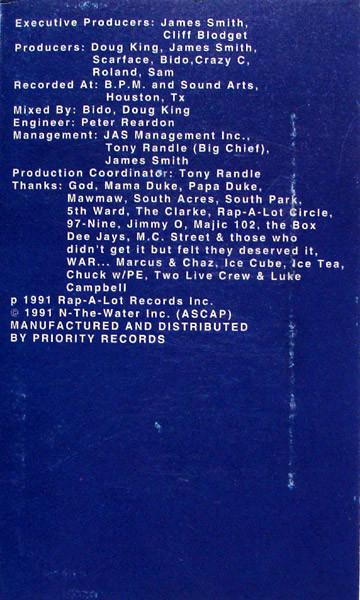 Executive Producers: James Smith,
Cliff Blodget
Producers: Doug King, James Smith,
Scarface, Bido,Crazy C,
Roland, Sam
Recorded At: B.P.M. and Sound Arts,
Houston, Tx
Mixed By: Bido, Doug King
Engineer: Peter Reardon
Management: JAS Management Inc.,
Tony Randle (Big Chief),
James Smith
Production Coordinator: Tony Randle
Thanks: God, Mama Duke, Papa Duke,
Mawmaw, South Acres, South Park,
5th Ward, The Clarke, Rap-A-Lot Circle,
97-Nine, Jimmy O, Majic 102, the Box
Dee Jays, M.C. Street & those who
didn't get it but felt they deserved it,
WAR... Marcus & Chaz, Ice Cube, Ice Tea,
Chuck w/PE, Two Live Crew & Luke
Campbell
p 1991 Rap-A-Lot Records Inc.
© 1991 N-The-Water Inc. (ASCAP)
MANUFACTURED AND DISTRIBUTED
BY PRIORITY RECORDS